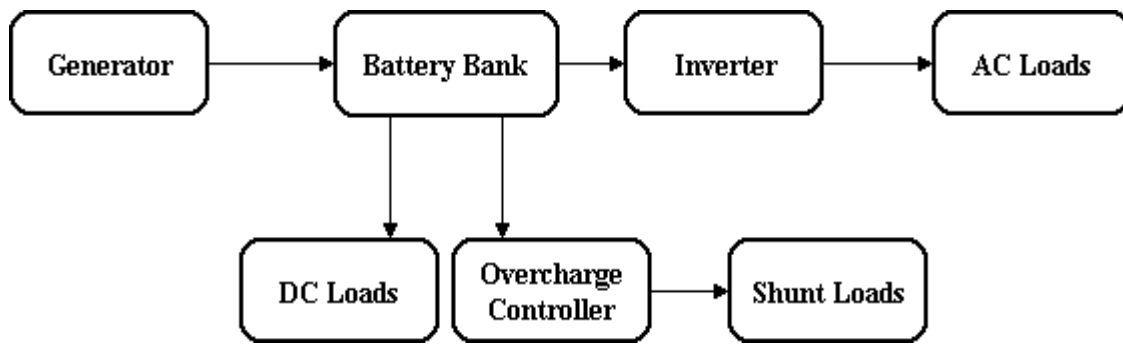 Generator
Battery Bank
Inverter
AC Loads
DC Loads
Overcharge
Controller
Shunt Loads